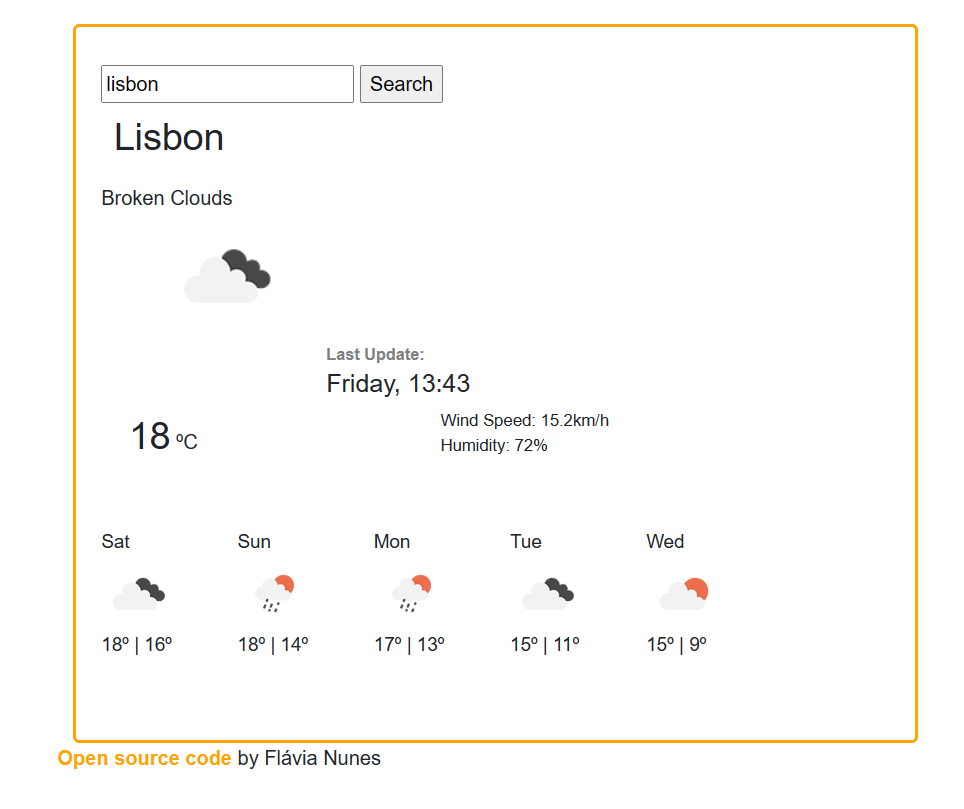 lisbon Search
Lisbon
Broken Clouds
Last Update:
Friday, 13:43
18 ºC
Wind Speed: 15.2km/h
Humidity: 72%
Sat Sun Mon Tue Wed
18º | 16º 18º | 14º 17º | 13º 15º | 11º 15º | 9º
Open source code by Flávia Nunes